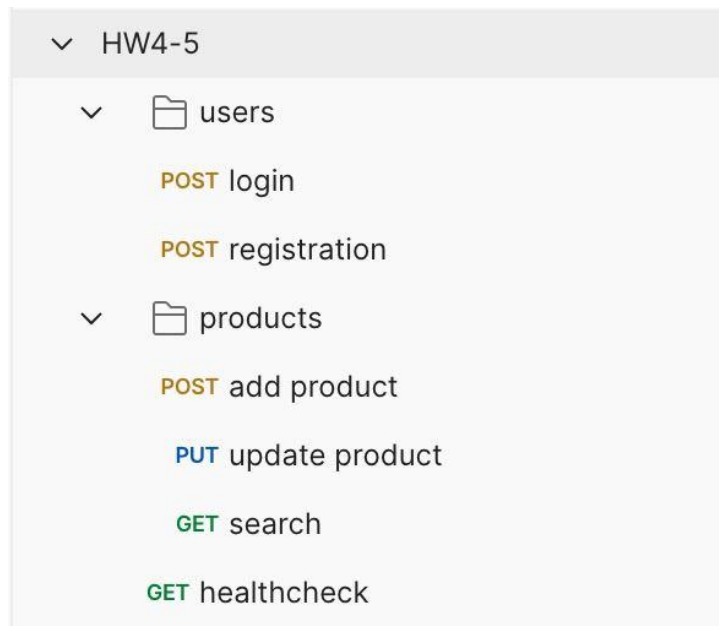 HW4-5
users
POST login
POST registration
products
POST add product
PUT update product
GET search
GET healthcheck